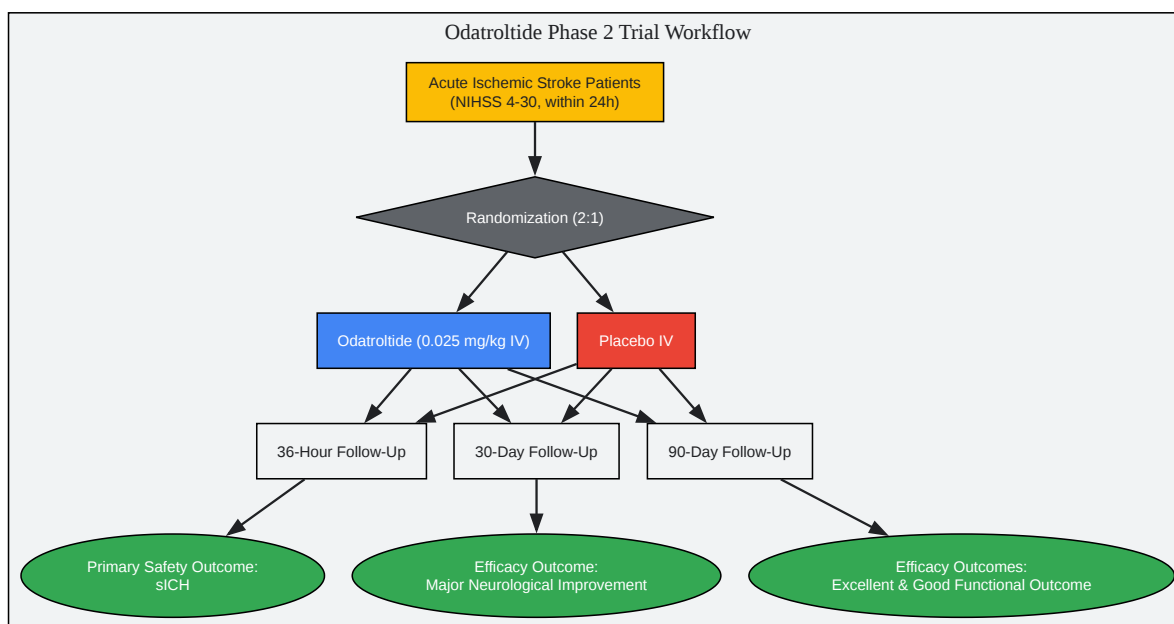 Odatroltide Phase 2 Trial Workflow
Acute Ischemic Stroke Patients
(NIHSS 4-30, within 24h)
Randomization (2:1)
Odatroltide (0.025 mg/kg IV)
Placebo IV
36-Hour Follow-Up
30-Day Follow-Up
90-Day Follow-Up
Primary Safety Outcome:
sICH
Efficacy Outcome:
Major Neurological Improvement
Efficacy Outcomes:
Excellent & Good Functional Outcome